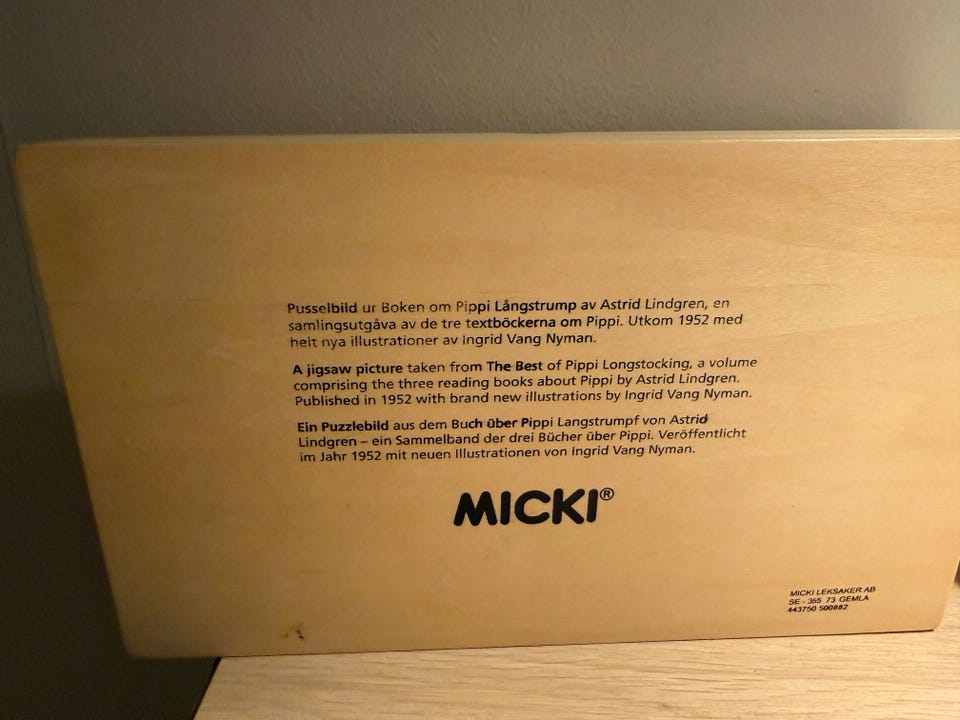 Pusselbild ur Boken om Pippi Långstrump av Astrid Lindgren, en
samlingsutgåva av de tre textböckerna om Pippi. Utkom 1952 med
helt nya illustrationer av Ingrid Vang Nyman.
A jigsaw picture taken from The Best of Pippi Longstocking, a volume
comprising the three reading books about Pippi by Astrid Lindgren.
Published in 1952 with brand new illustrations by Ingrid Vang Nyman.
Ein Puzzlebild aus dem Buch über Pippi Langstrumpf von Astrid
Lindgren – ein Sammelband der drei Bücher über Pippi. Veröffentlicht
im Jahr 1952 mit neuen Illustrationen von Ingrid Vang Nyman.
MICKI®
MICKI LEKSAKER AB
SE - 355 73 GEMLA
443750 500882